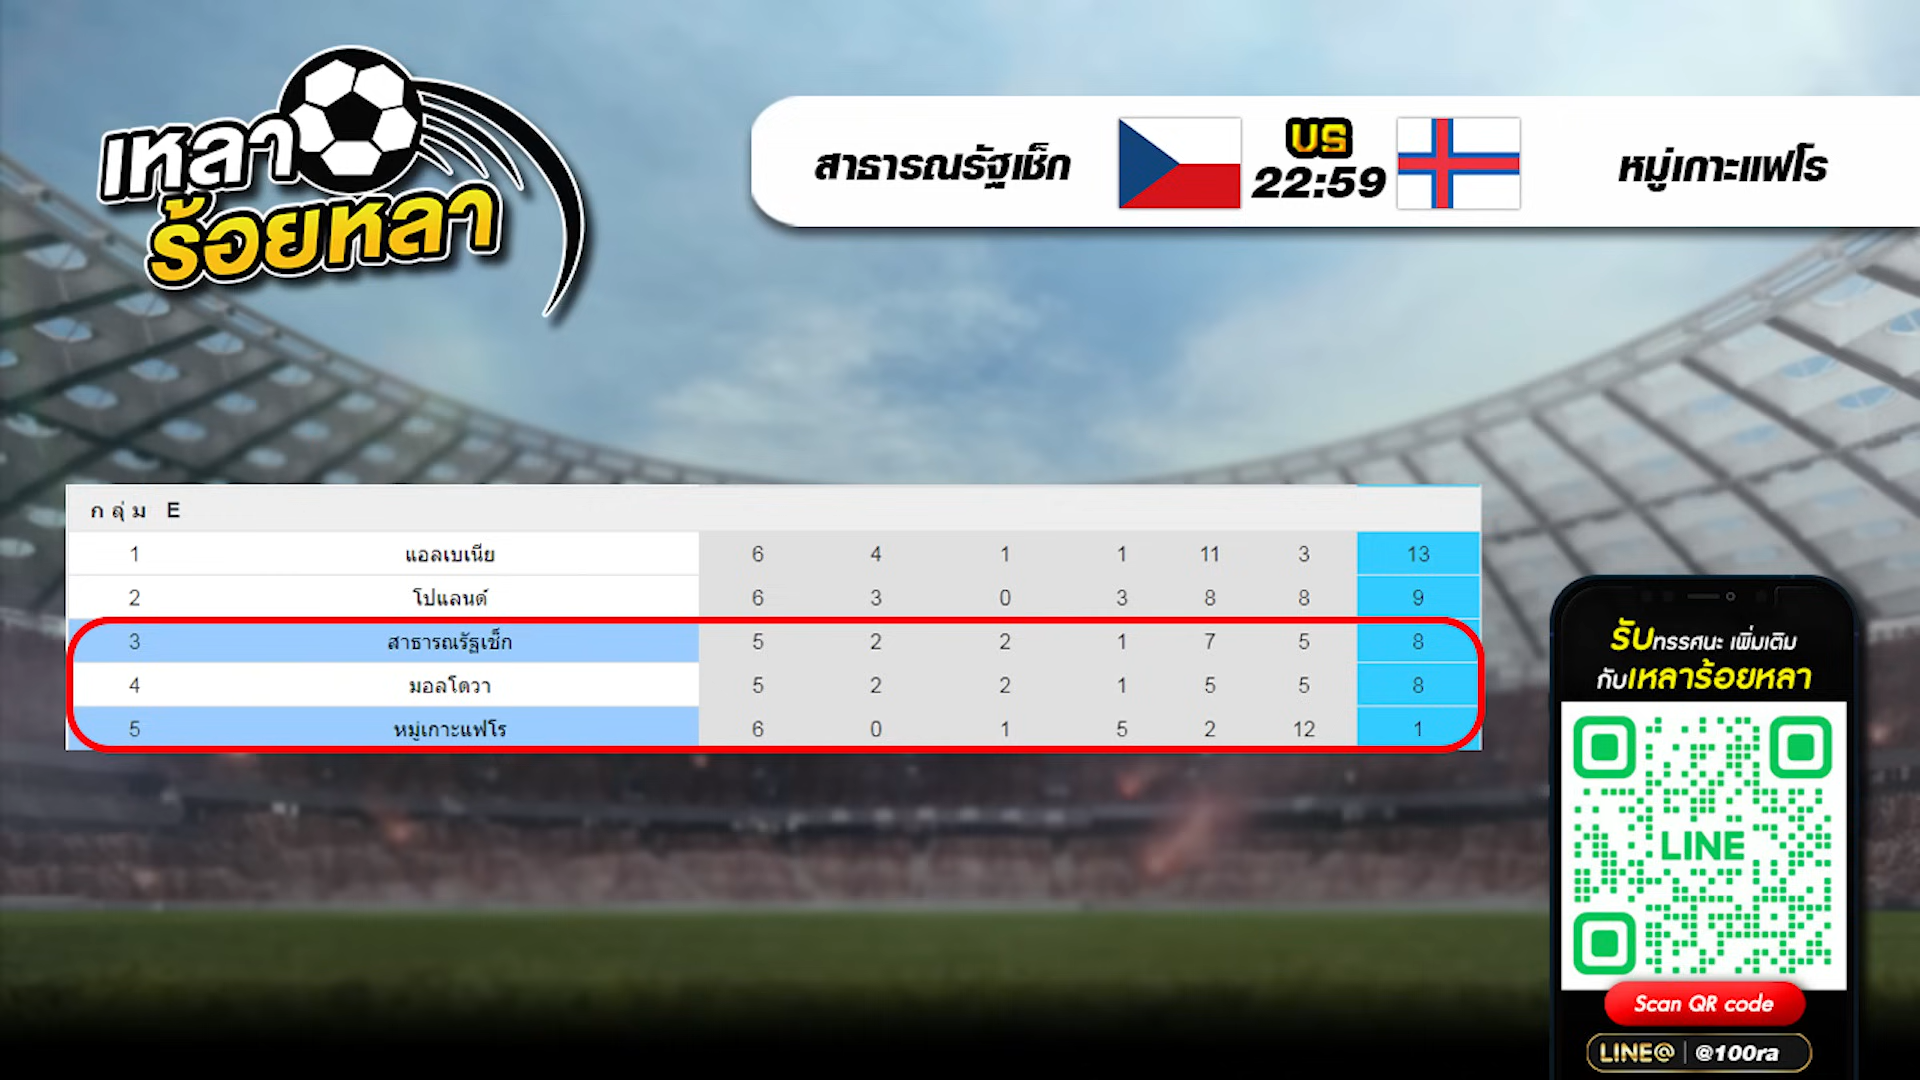 เหลา
ร้อยหลา
สาธารณรัฐเช็ก
VS
22:59
หมู่เกาะแฟโร
กลุ่ม E
1 แอลเบเนีย 6 4 1 1 11 3 13
2 โปแลนด์ 6 3 0 3 8 8 9
3 สาธารณรัฐเช็ก 5 2 2 1 7 5 8
4 มอลโดวา 5 2 2 1 5 5 8
5 หมู่เกาะแฟโร 6 0 1 5 2 12 1
รับทรรศนะ เพิ่มเติม
กับเหลาร้อยหลา
LINE
Scan QR code
LINE@ | @100ra